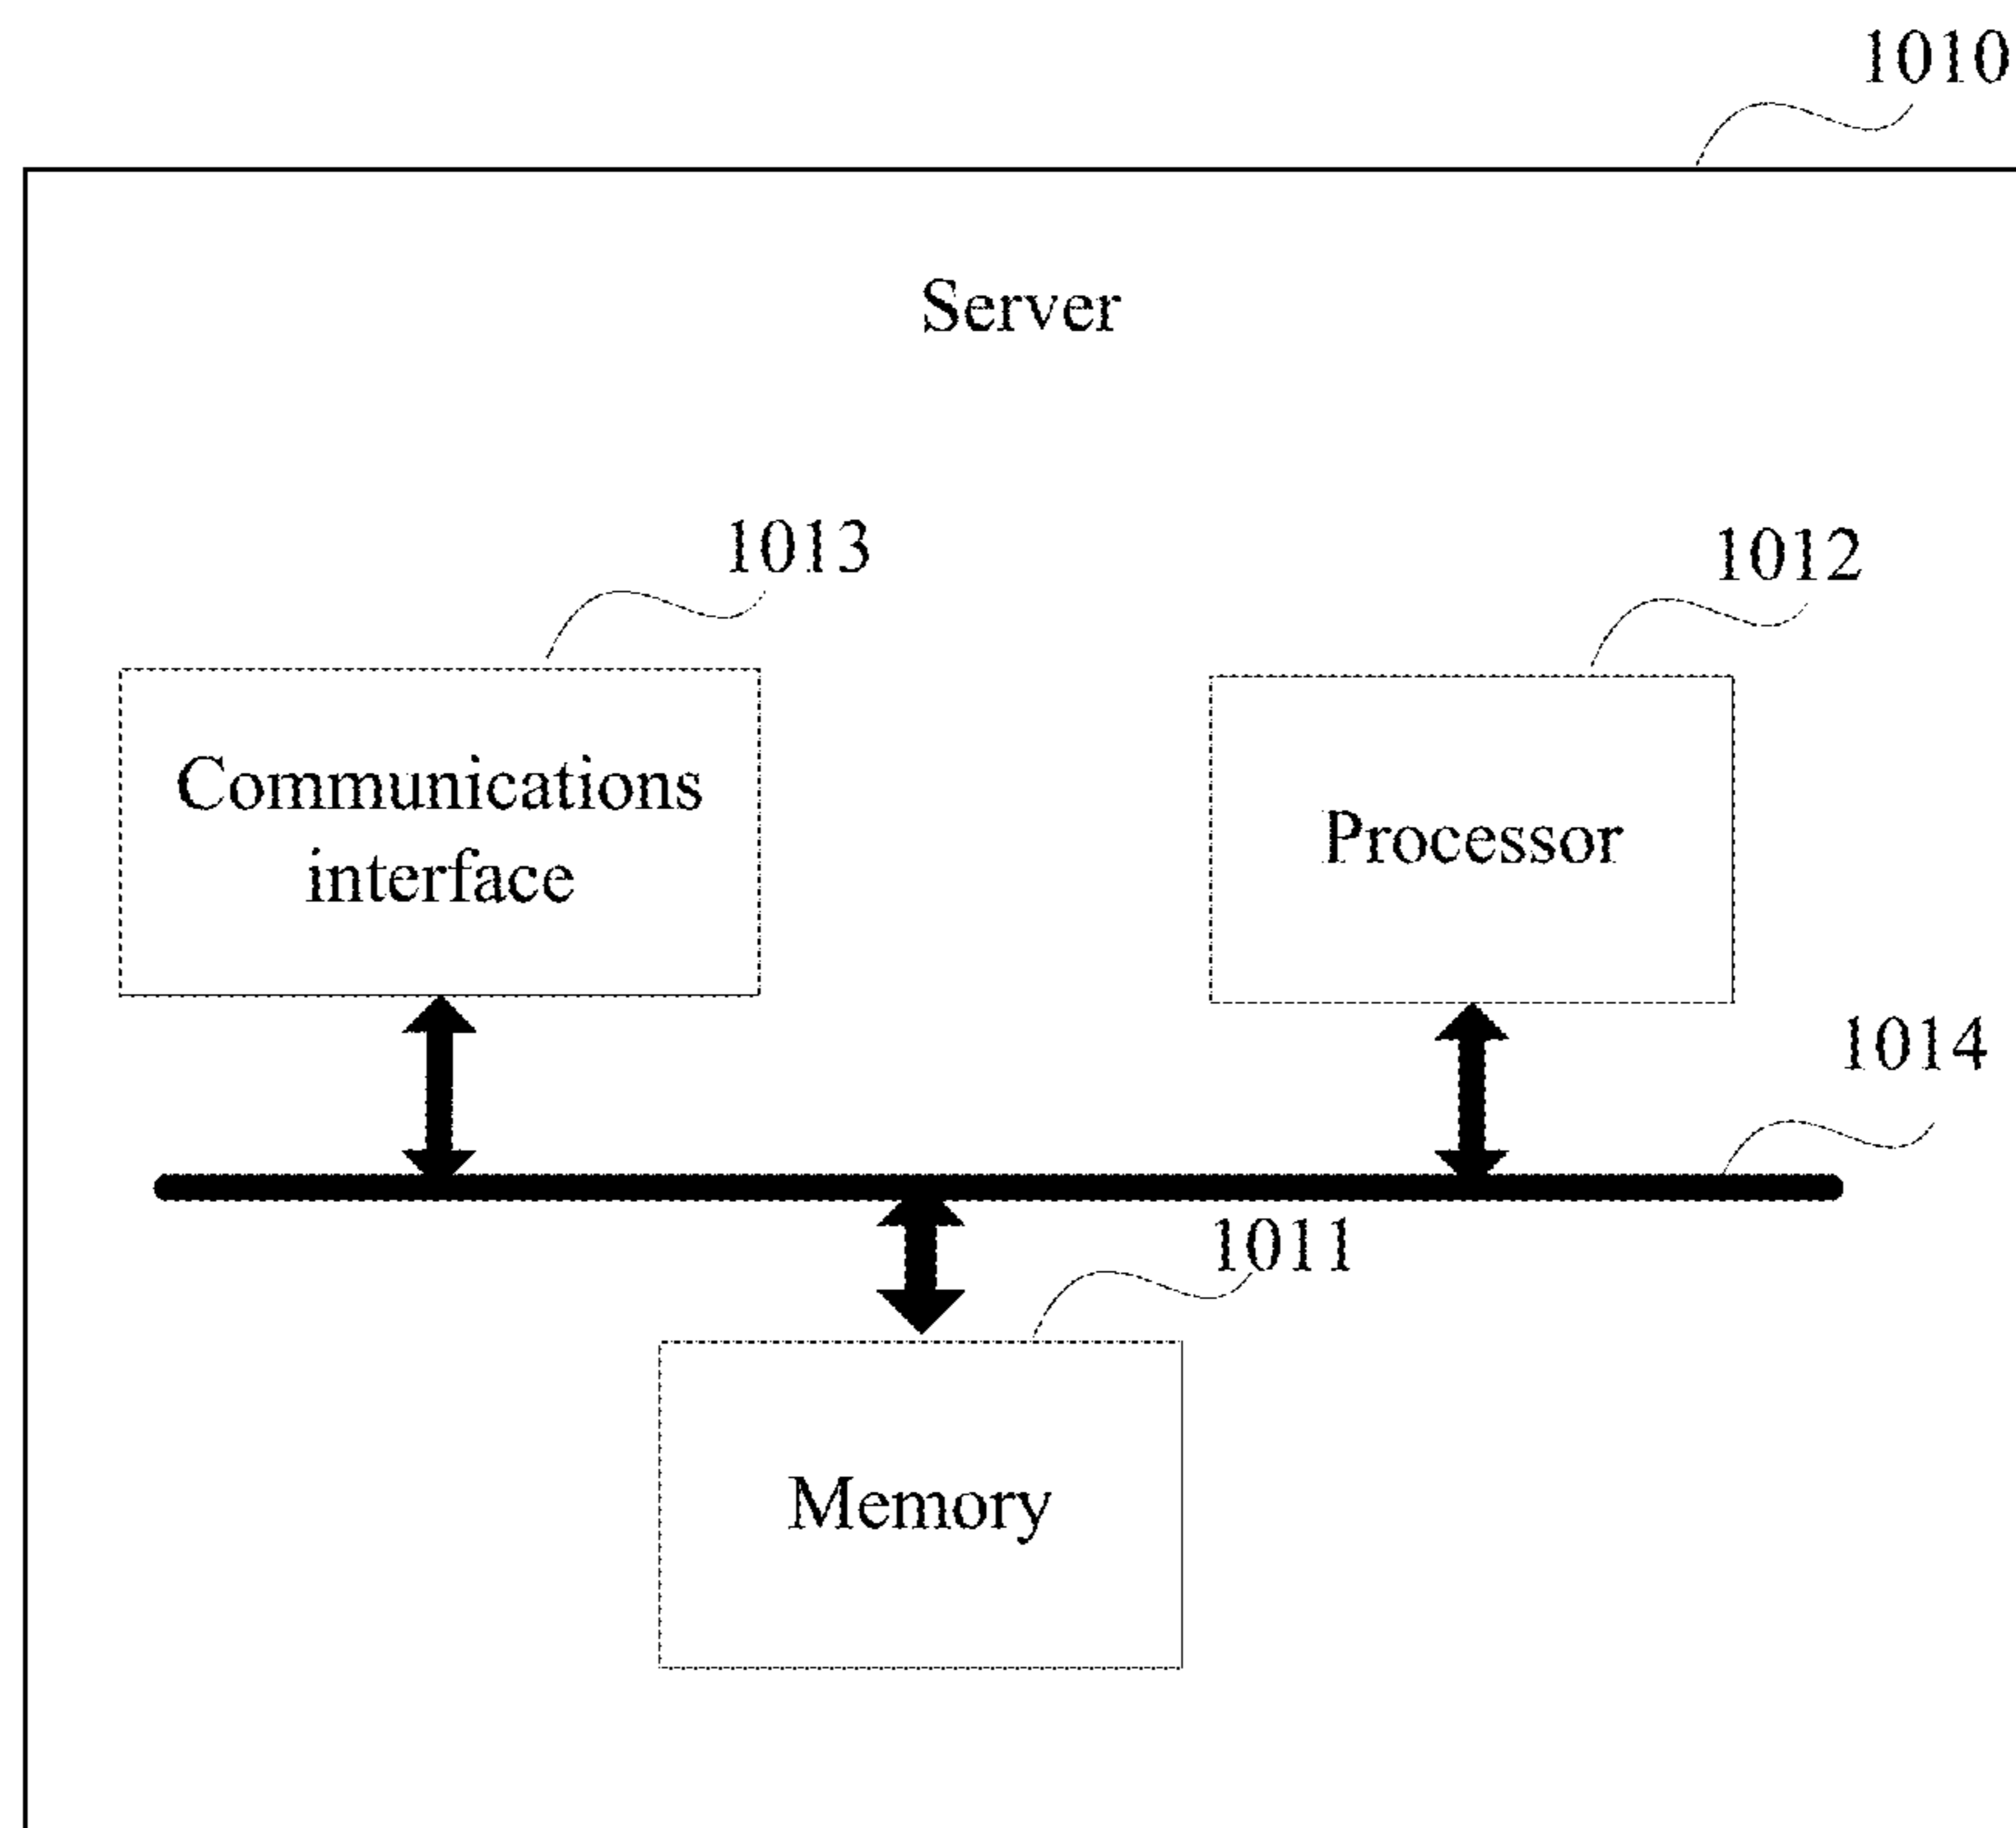 1010
Server
1013
1012
Communications
interface
Processor
1014
1011
Memory